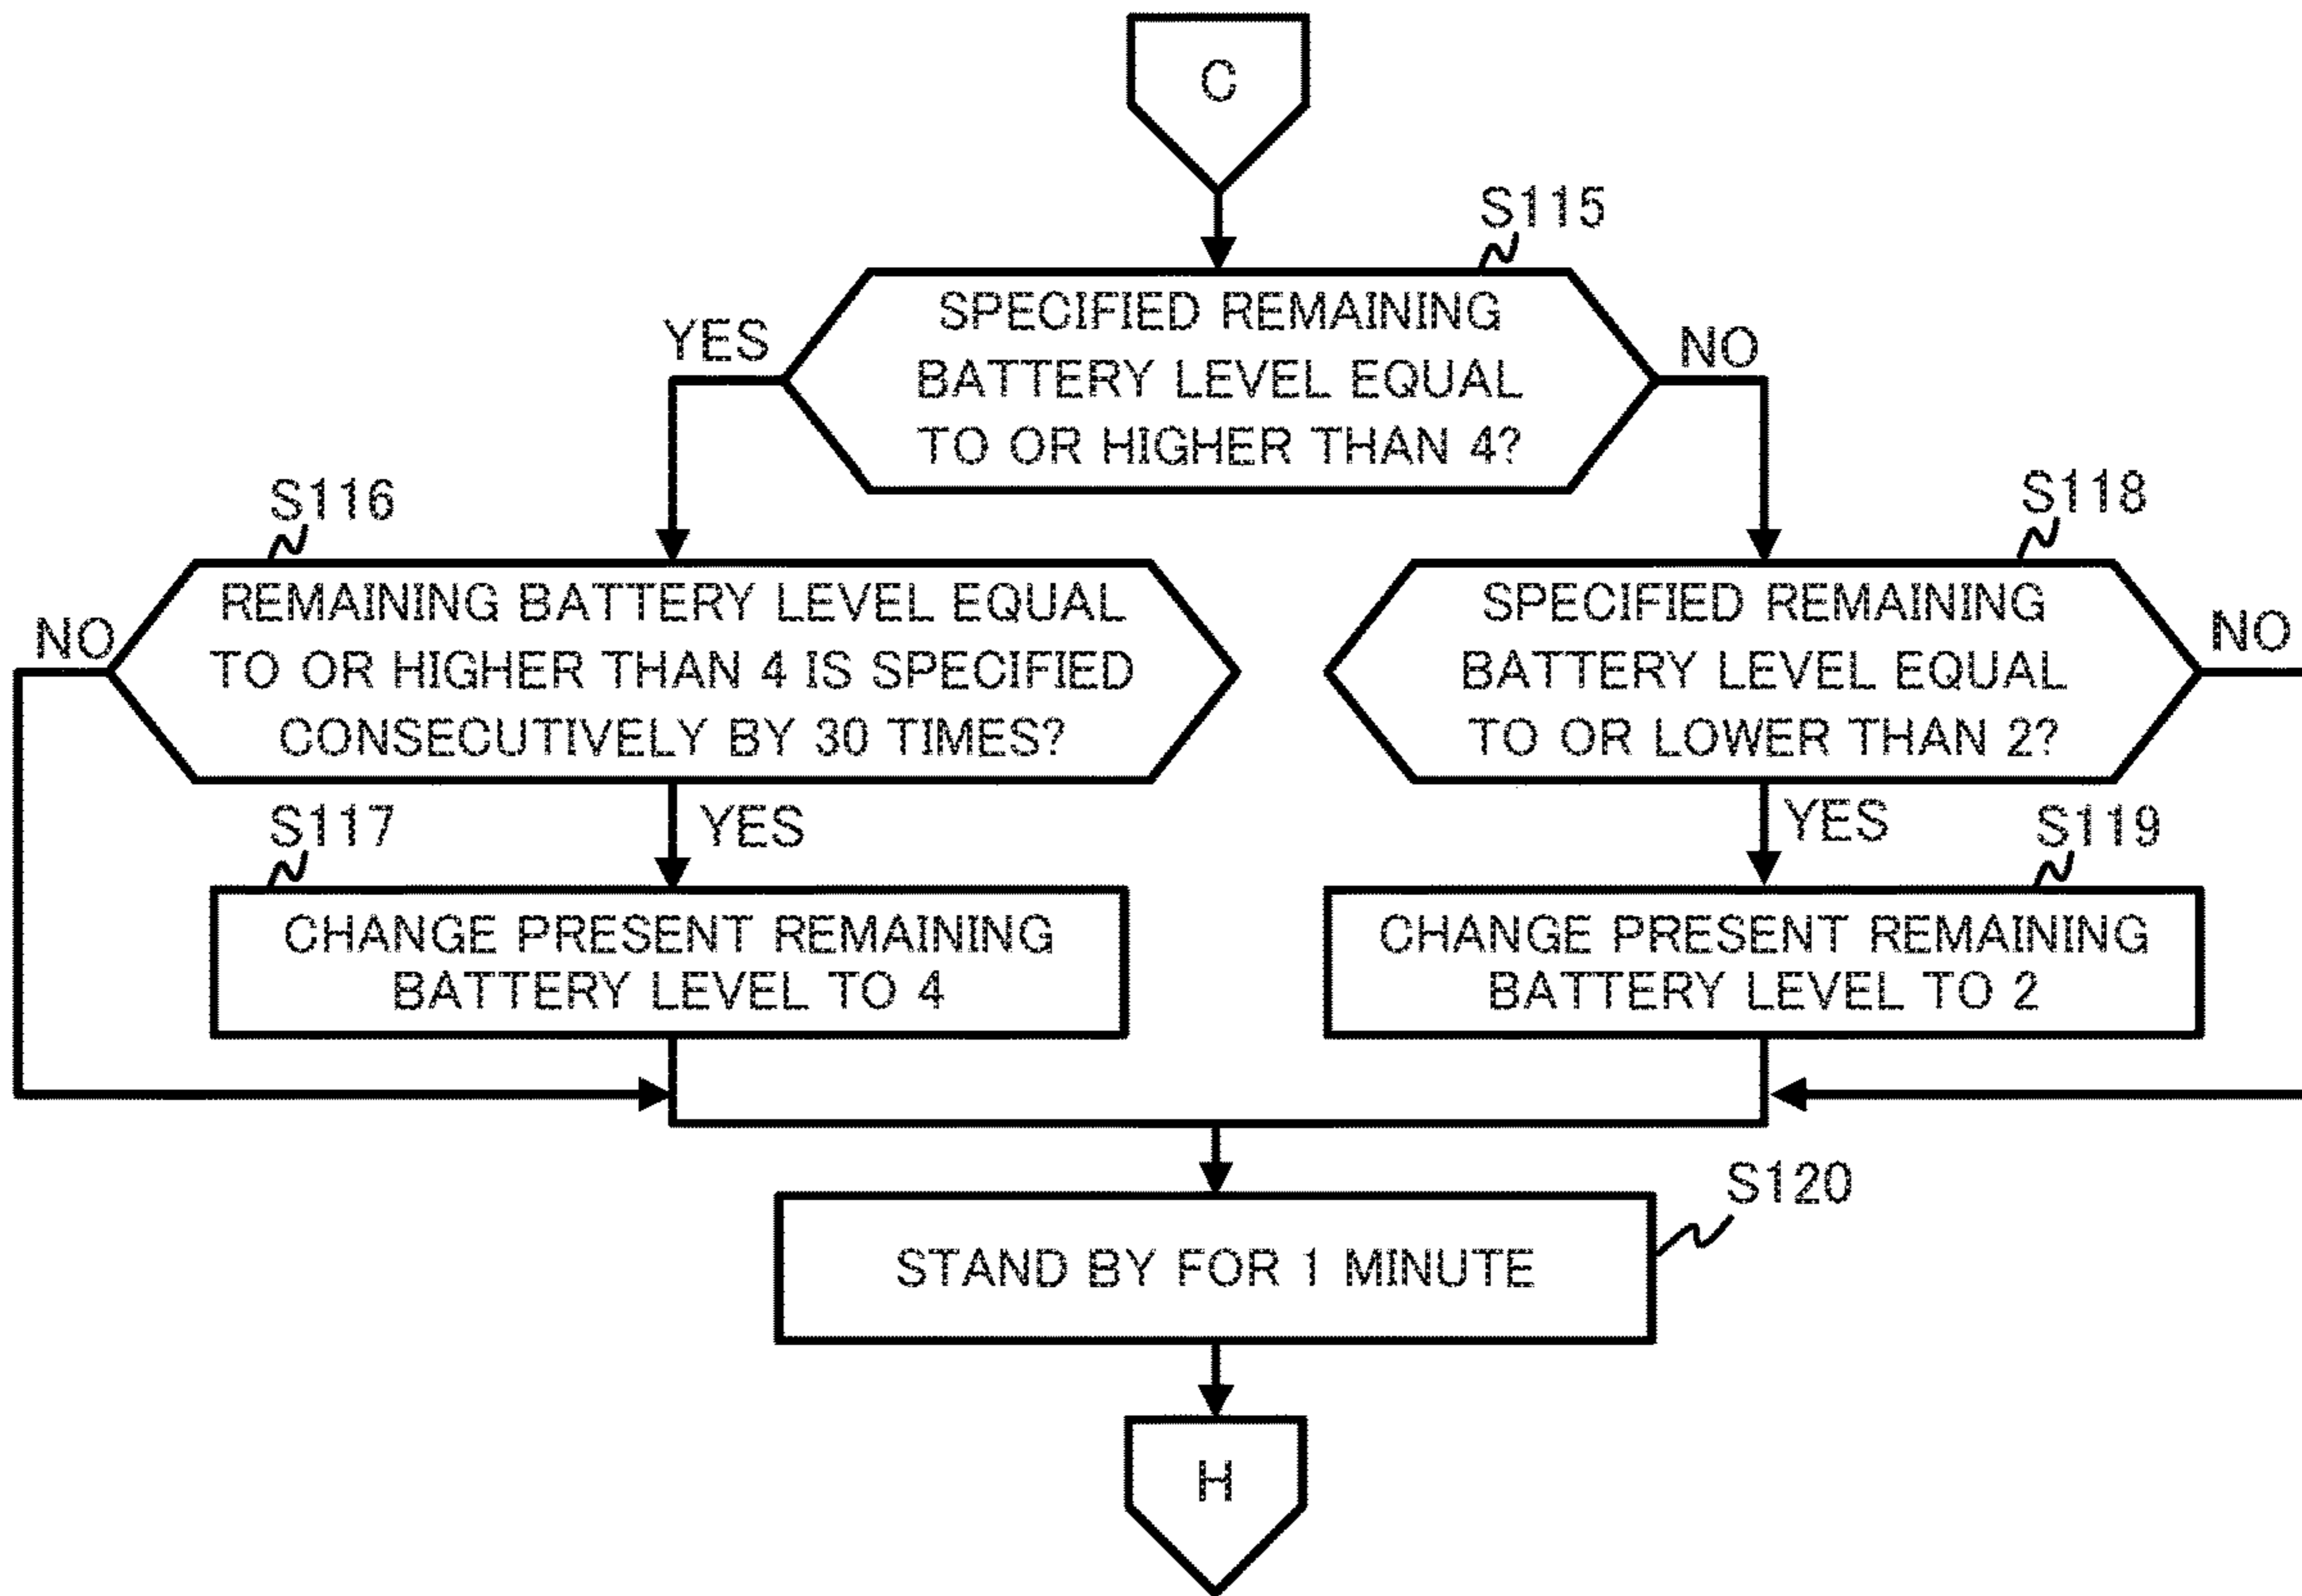 C
S115
SPECIFIED REMAINING
BATTERY LEVEL EQUAL
TO OR HIGHER THAN 4?
YES
NO
S116
REMAINING BATTERY LEVEL EQUAL
TO OR HIGHER THAN 4 IS SPECIFIED
CONSECUTIVELY BY 30 TIMES?
NO
YES
S118
SPECIFIED REMAINING
BATTERY LEVEL EQUAL
TO OR LOWER THAN 2?
NO
YES
S117
CHANGE PRESENT REMAINING
BATTERY LEVEL TO 4
S119
CHANGE PRESENT REMAINING
BATTERY LEVEL TO 2
S120
STAND BY FOR 1 MINUTE
H